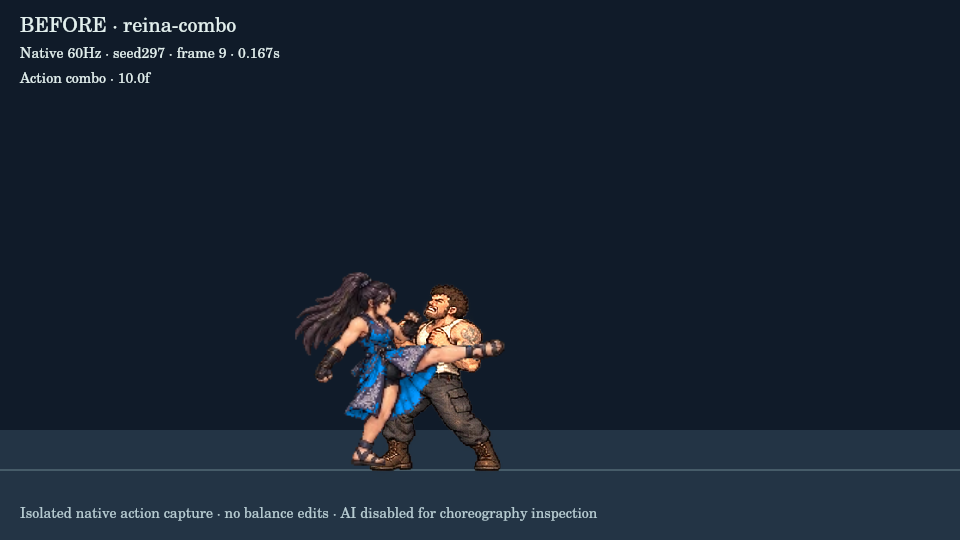 BEFORE · reina-combo
Native 60Hz · seed297 · frame 9 · 0.167s
Action combo · 10.0f
Isolated native action capture · no balance edits · AI disabled for choreography inspection